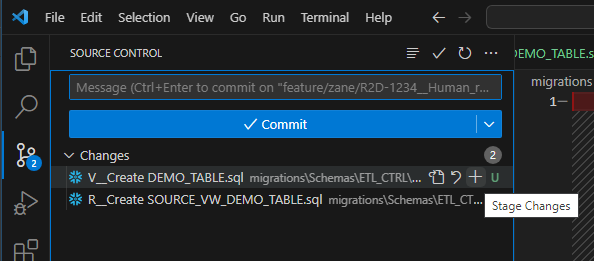 File Edit Selection View Go Run Terminal Help
SOURCE CONTROL
DEMO_TABLE.s
Message (Ctrl+Enter to commit on "feature/zane/R2D-1234__Human_r...
migrations
1
Commit
Changes 2
2
V__Create DEMO_TABLE.sql migrations\Schemas\ETL_CTRL\... U
R__Create SOURCE_VW_DEMO_TABLE.sql migrations\Schemas\ETL_CT...
Stage Changes